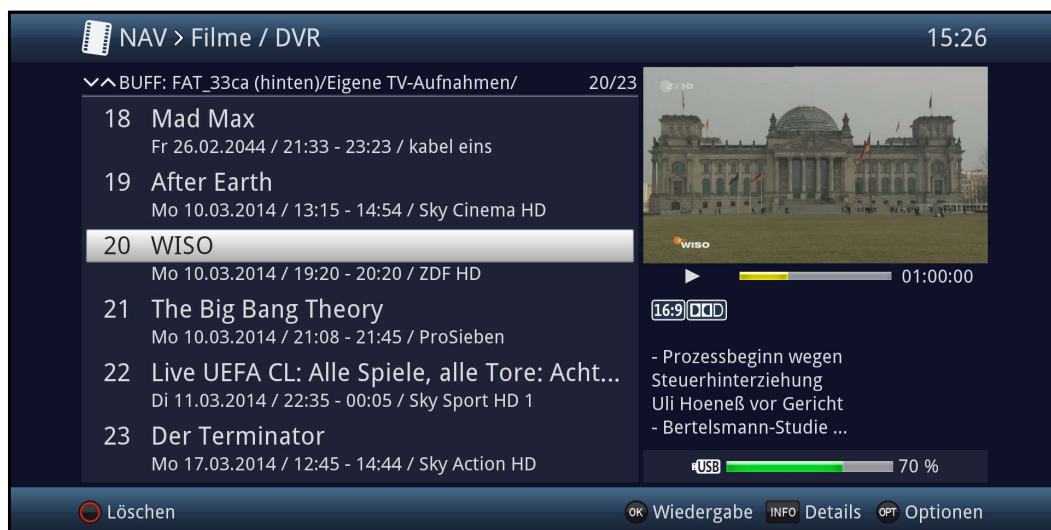 NAV > Filme / DVR
15:26
BUFF: FAT_33ca (hinten)/Eigene TV-Aufnahmen/ 20/23
18 Mad Max
Fr 26.02.2044 / 21:33 - 23:23 / kabel eins
19 After Earth
Mo 10.03.2014 / 13:15 - 14:54 / Sky Cinema HD
20 WISO
Mo 10.03.2014 / 19:20 - 20:20 / ZDF HD
21 The Big Bang Theory
Mo 10.03.2014 / 21:08 - 21:45 / ProSieben
22 Live UEFA CL: Alle Spiele, alle Tore: Acht...
Di 11.03.2014 / 22:35 - 00:05 / Sky Sport HD 1
23 Der Terminator
Mo 17.03.2014 / 12:45 - 14:44 / Sky Action HD
ZDF HD
WISO
01:00:00
16:9
- Prozessbeginn wegen
Steuerhinterziehung
Uli Hoeneß vor Gericht
- Bertelsmann-Studie ...
USB 70 %
Löschen
OK Wiedergabe INFO Details OPT Optionen